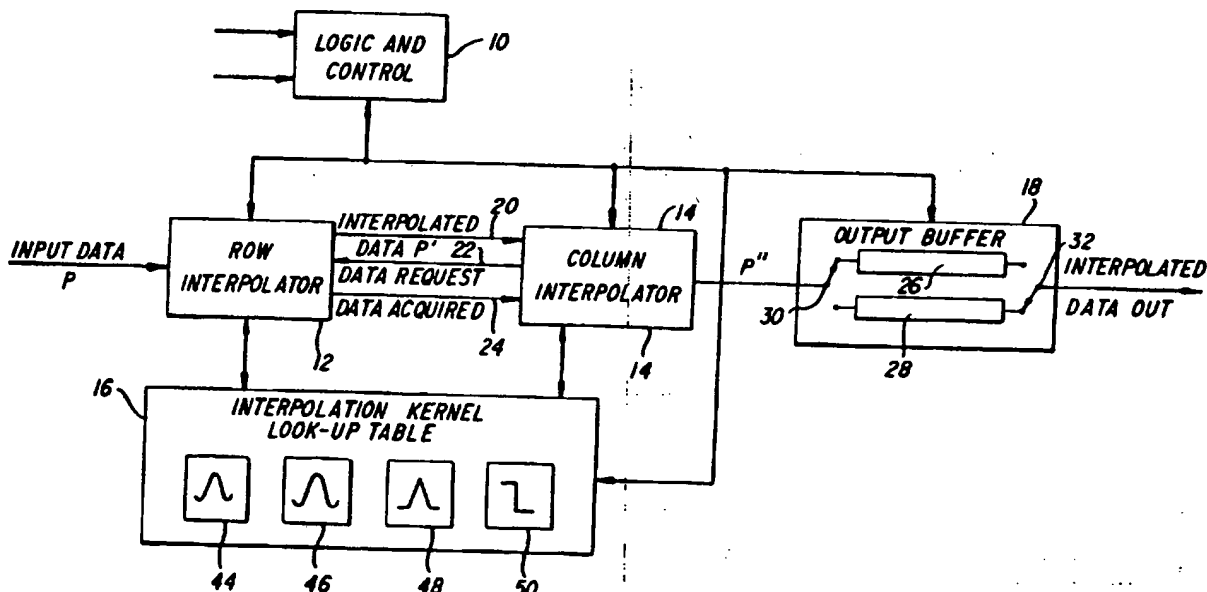 LOGIC AND
CONTROL
10
INPUT DATA
P
ROW
INTERPOLATOR
12
INTERPOLATED
20
DATA P' 22
DATA REQUEST
DATA ACQUIRED
24
14
COLUMN
INTERPOLATOR
14
P"
18
OUTPUT BUFFER
26
28
30
32
INTERPOLATED
DATA OUT
16
INTERPOLATION KERNEL
LOOK-UP TABLE
44
46
48
50